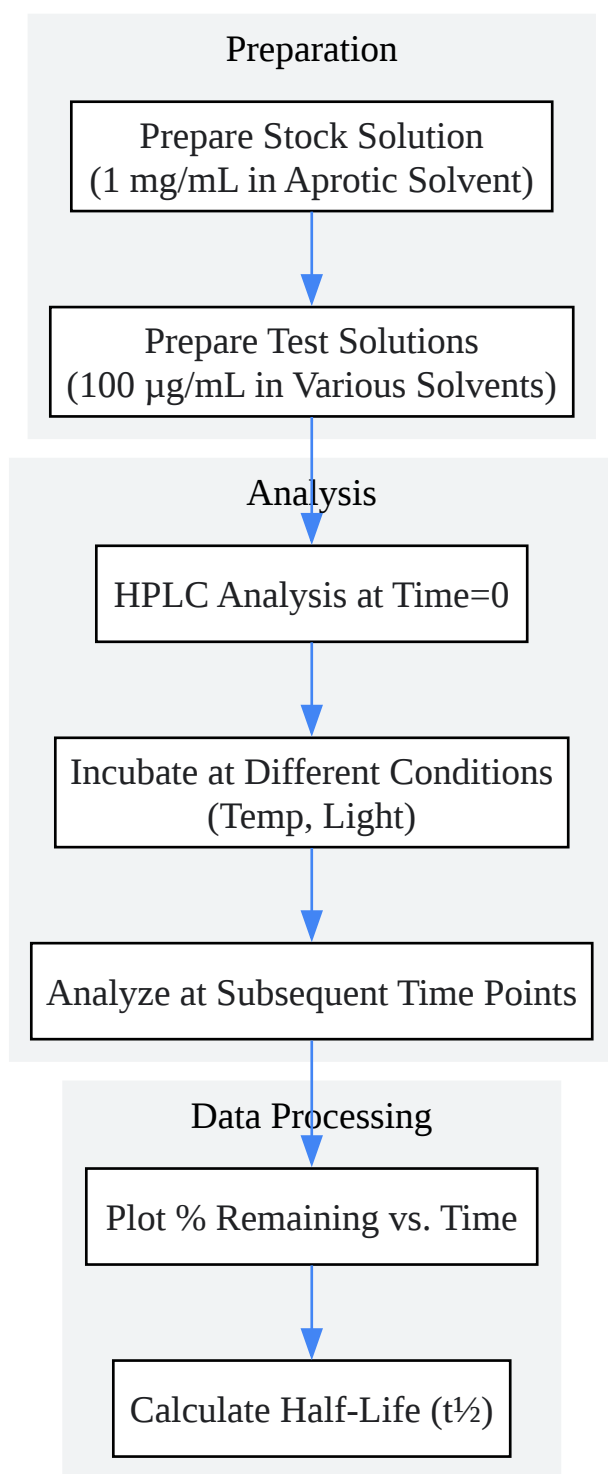 Preparation
Prepare Stock Solution
(1 mg/mL in Aprotic Solvent)
Prepare Test Solutions
(100 µg/mL in Various Solvents)
Analysis
HPLC Analysis at Time=0
Incubate at Different Conditions
(Temp, Light)
Analyze at Subsequent Time Points
Data Processing
Plot % Remaining vs. Time
Calculate Half-Life (t½)